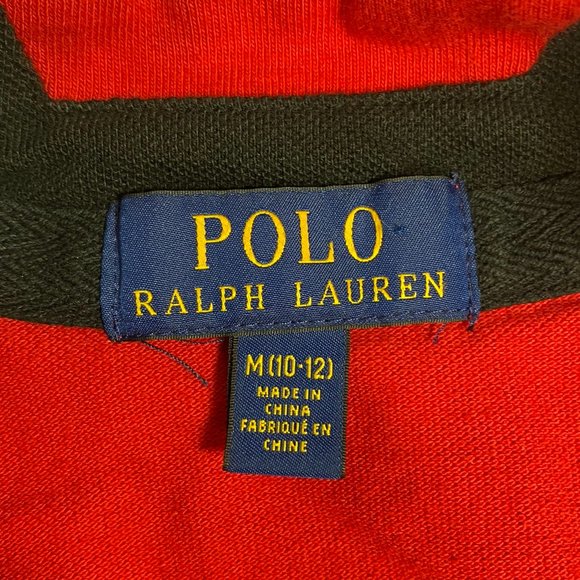 POLO
RALPH LAUREN
M(10-12)
MADE IN
CHINA
FABRIQUÉ EN
CHINE